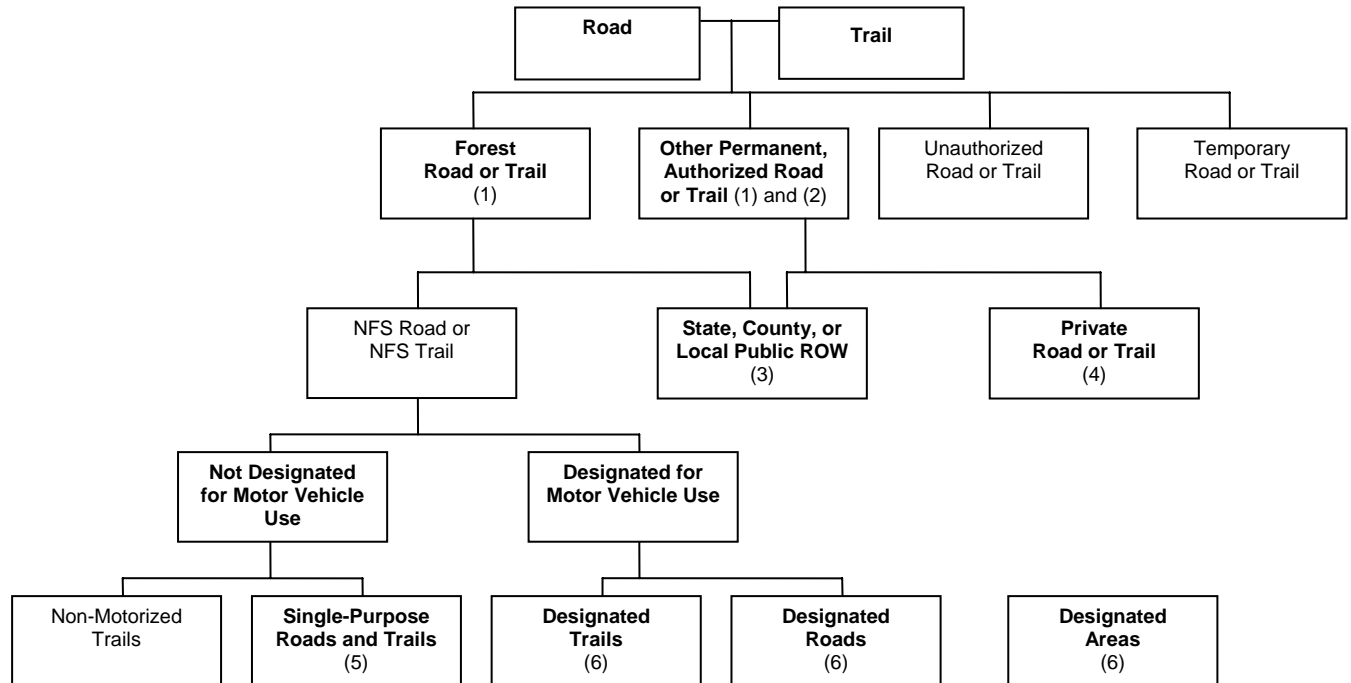 Road
Trail
Forest
Road or Trail
(1)
Other Permanent,
Authorized Road
or Trail (1) and (2)
Unauthorized
Road or Trail
Temporary
Road or Trail
NFS Road or
NFS Trail
State, County, or
Local Public ROW
(3)
Private
Road or Trail
(4)
Not Designated
for Motor Vehicle
Use
Designated for
Motor Vehicle Use
Non-Motorized
Trails
Single-Purpose
Roads and Trails
(5)
Designated
Trails
(6)
Designated
Roads
(6)
Designated
Areas
(6)